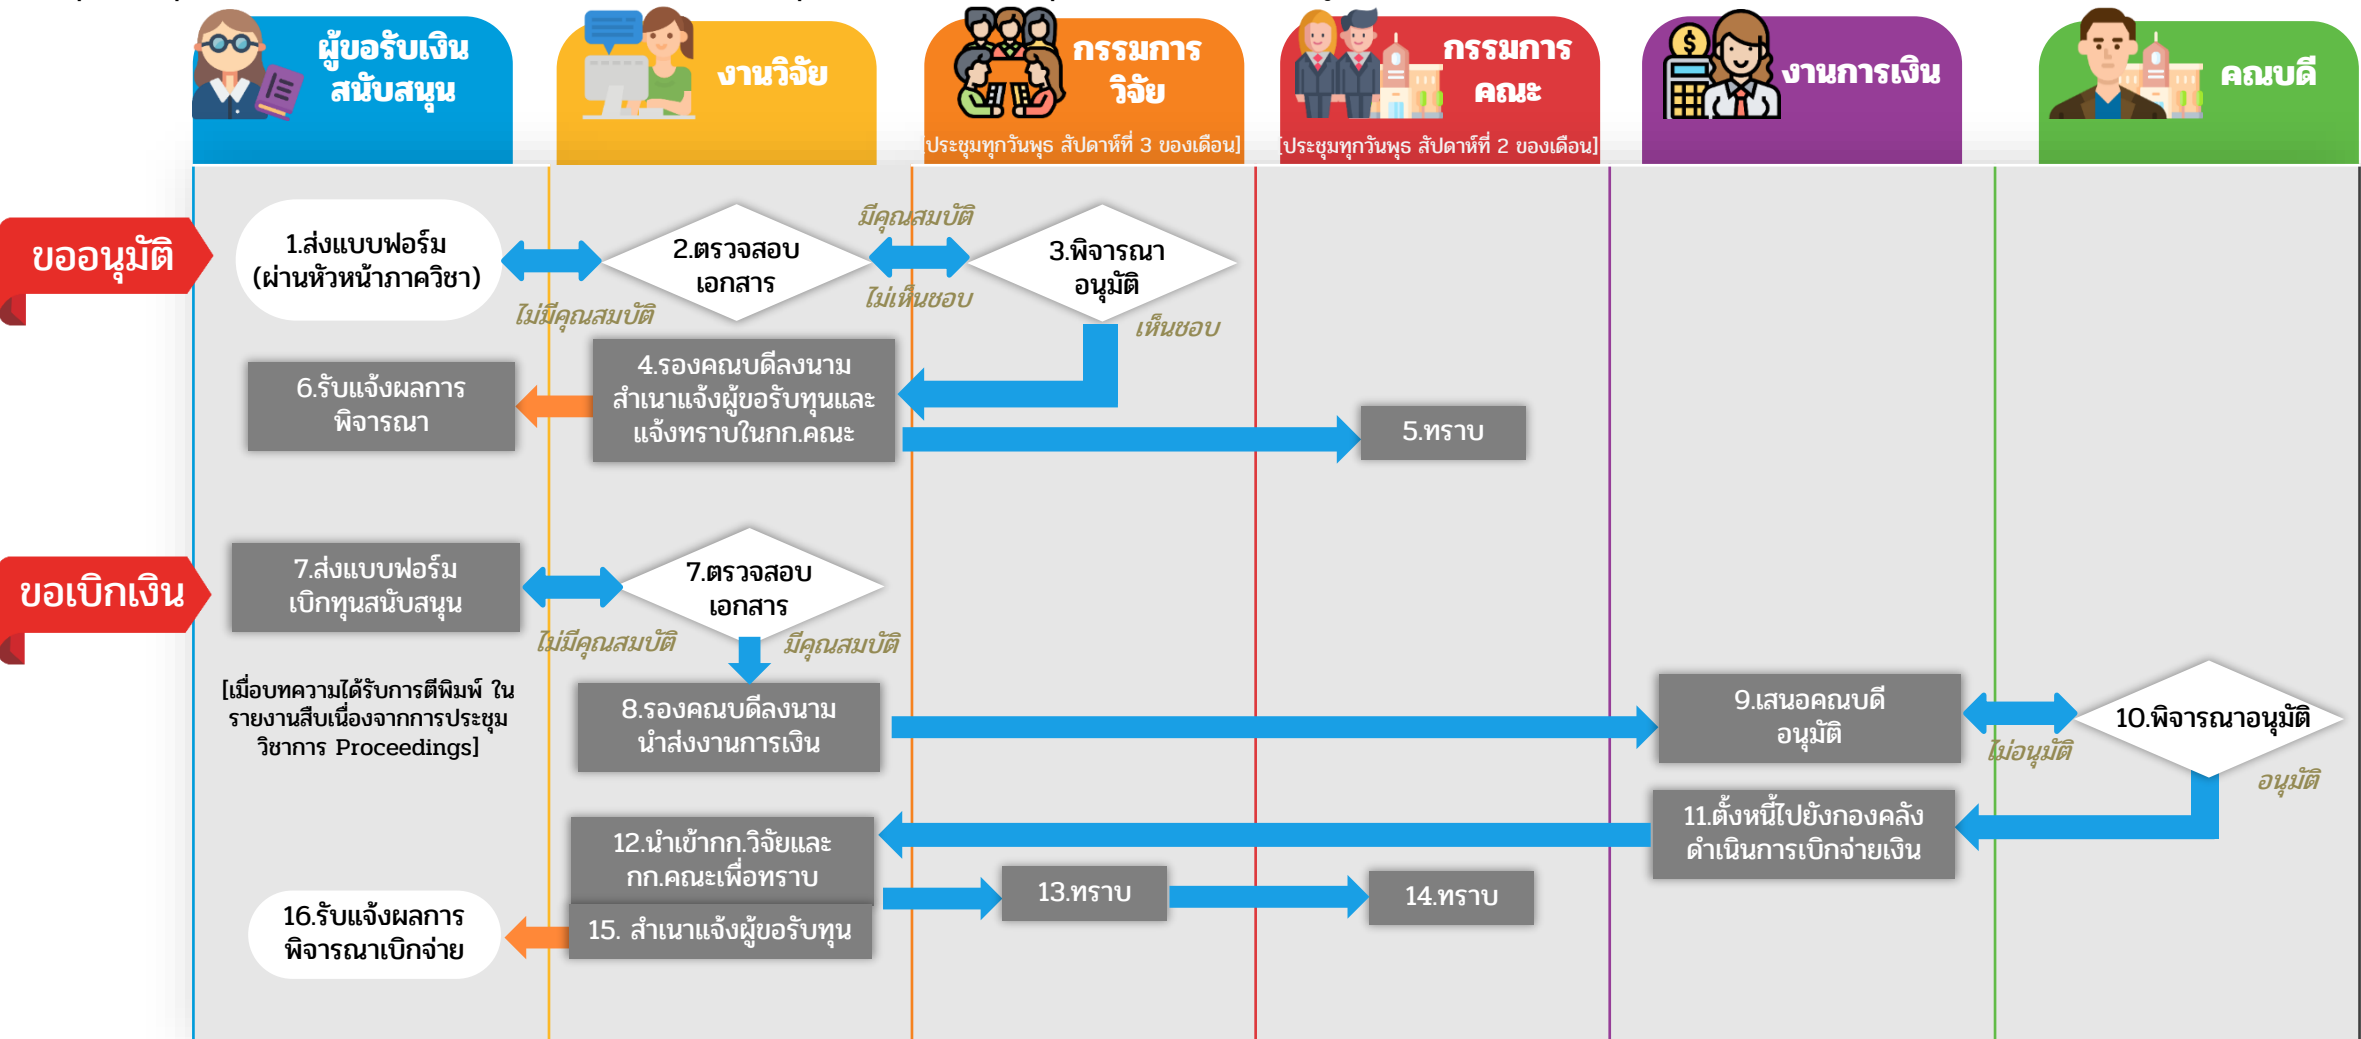 ผู้ขอรับเงิน
สนับสนุน
งานวิจัย
กรรมการ
วิจัย
[ประชุมทุกวันพุธ สัปดาห์ที่ 3 ของเดือน]
กรรมการ
คณะ
[ประชุมทุกวันพุธ สัปดาห์ที่ 2 ของเดือน]
งานการเงิน
คณบดี
ขออนุมัติ
1.ส่งแบบฟอร์ม
(ผ่านหัวหน้าภาควิชา)
ไม่มีคุณสมบัติ
2.ตรวจสอบ
เอกสาร
มีคุณสมบัติ
ไม่เห็นชอบ
3.พิจารณา
อนุมัติ
เห็นชอบ
4.รองคณบดีลงนาม
สำเนาแจ้งผู้ขอรับทุนและ
แจ้งทราบในกก.คณะ
5.ทราบ
6.รับแจ้งผลการ
พิจารณา
ขอเบิกเงิน
7.ส่งแบบฟอร์ม
เบิกทุนสนับสนุน
ไม่มีคุณสมบัติ
7.ตรวจสอบ
เอกสาร
มีคุณสมบัติ
[เมื่อบทความได้รับการตีพิมพ์ ใน
รายงานสืบเนื่องจากการประชุม
วิชาการ Proceedings]
8.รองคณบดีลงนาม
นำส่งงานการเงิน
9.เสนอคณบดี
อนุมัติ
ไม่อนุมัติ
10.พิจารณาอนุมัติ
อนุมัติ
11.ตั้งหนี้ไปยังกองคลัง
ดำเนินการเบิกจ่ายเงิน
12.นำเข้ากก.วิจัยและ
กก.คณะเพื่อทราบ
13.ทราบ
14.ทราบ
15. สำเนาแจ้งผู้ขอรับทุน
16.รับแจ้งผลการ
พิจารณาเบิกจ่าย